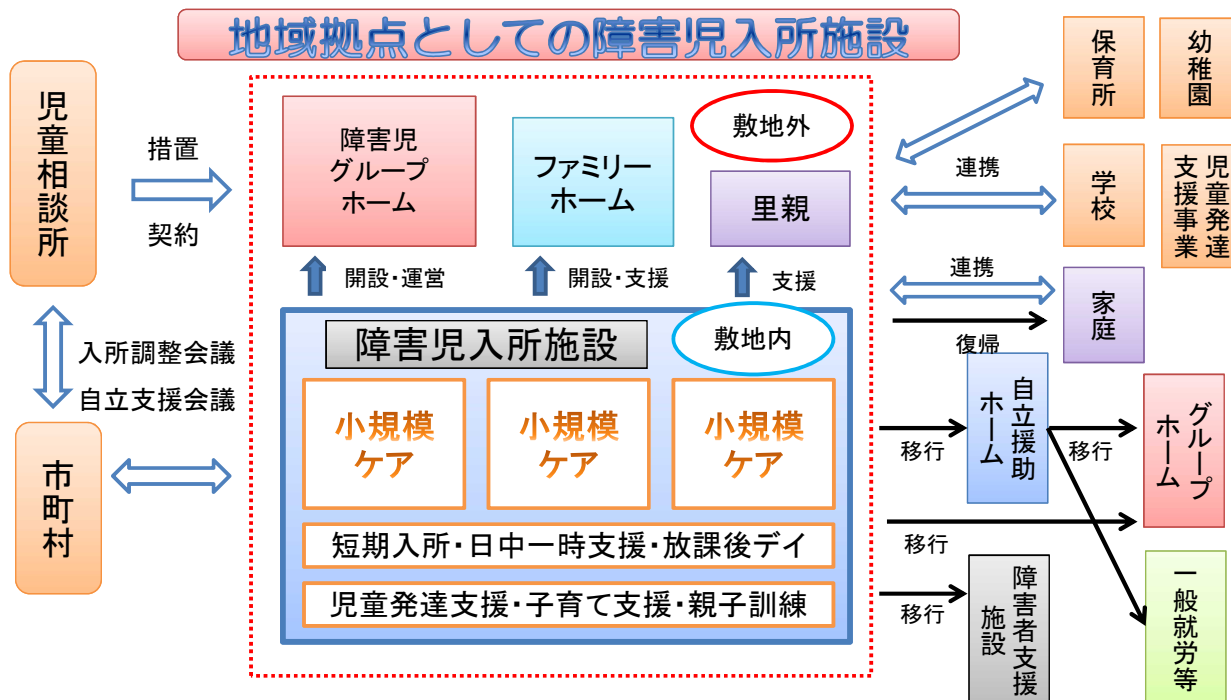 地域拠点としての障害児入所施設
児童相談所
措置
契約
入所調整会議
自立支援会議
市町村
障害児
グループ
ホーム
ファミリー
ホーム
敷地外
里親
開設・運営
開設・支援
支援
障害児入所施設
敷地内
小規模
ケア
小規模
ケア
小規模
ケア
短期入所・日中一時支援・放課後デイ
児童発達支援・子育て支援・親子訓練
保育所
幼稚園
連携
学校
児童発達
支援事業
連携
家庭
復帰
移行
自立援助
ホーム
移行
グループ
ホーム
移行
移行
障害者支援
施設
一般就労等